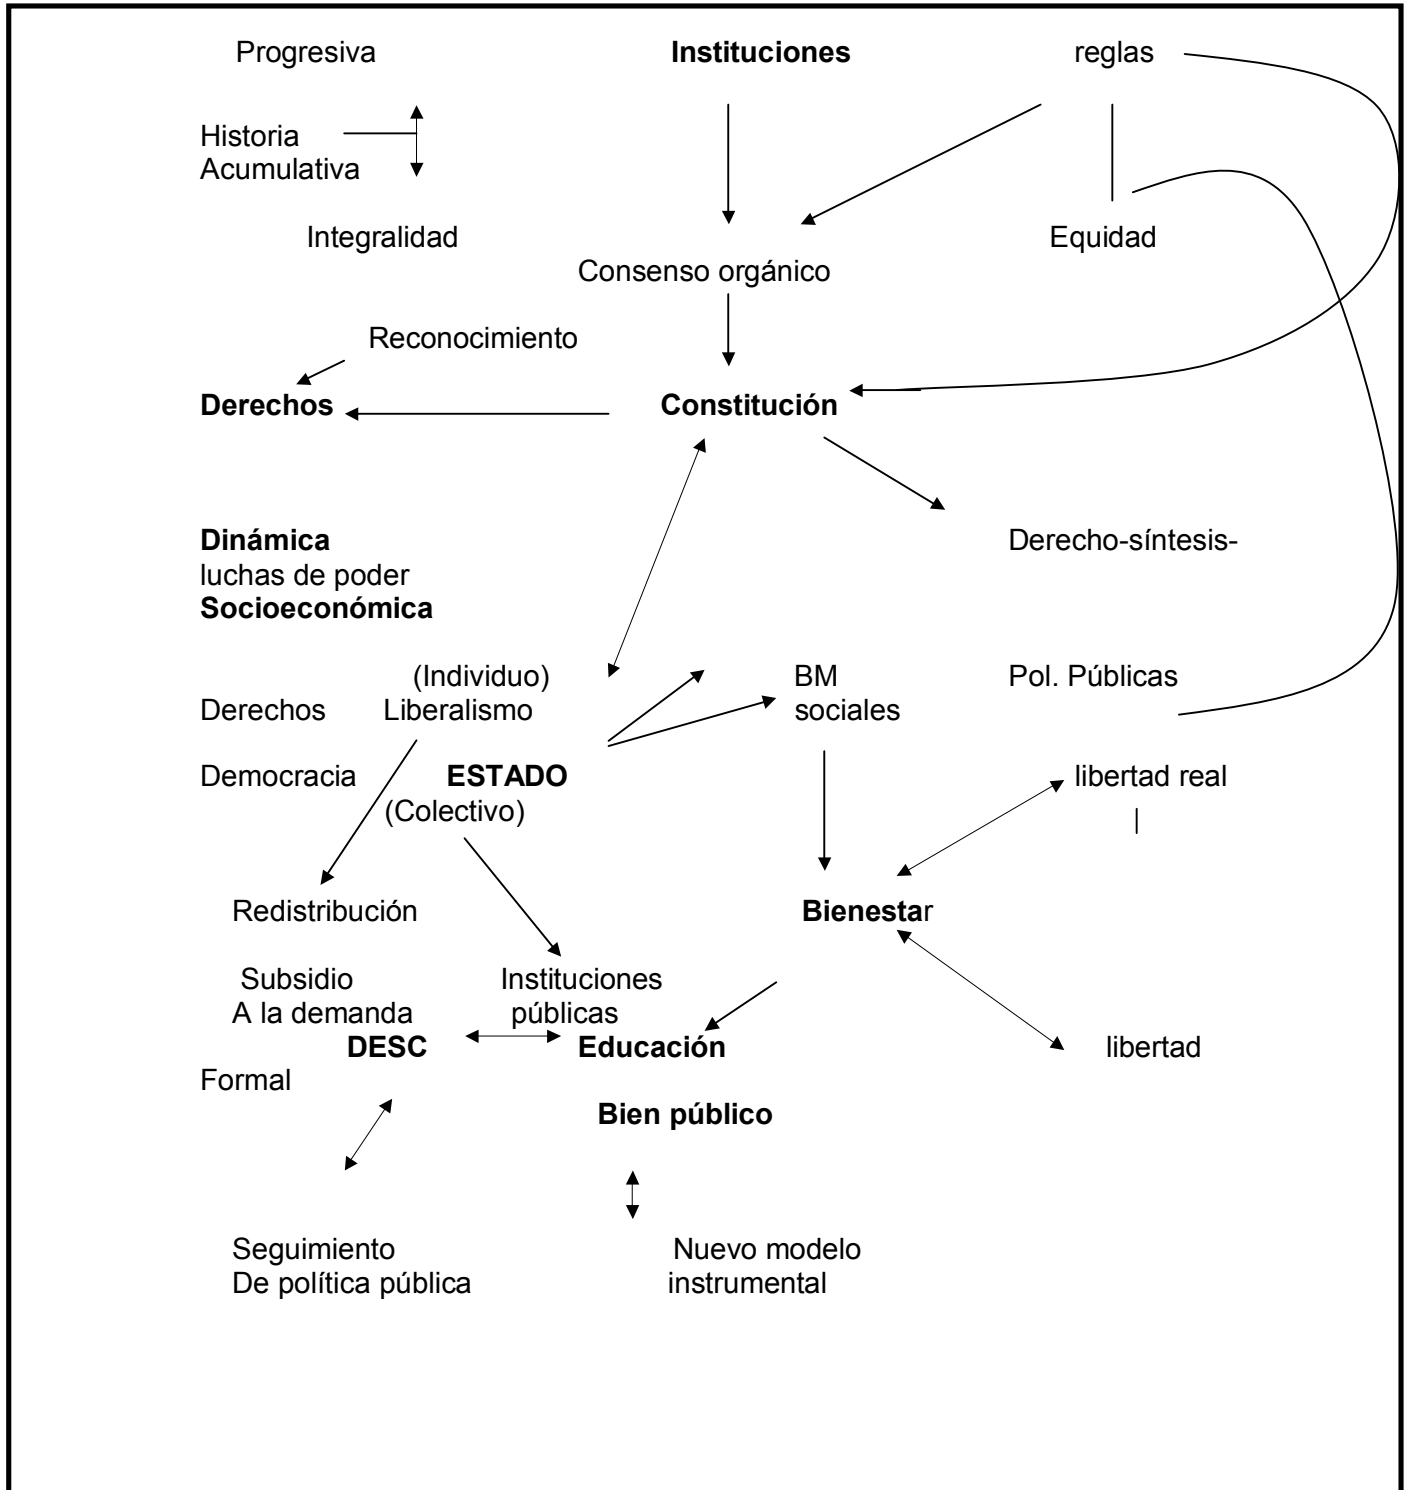 Progresiva Instituciones reglas
Historia
Acumulativa
Integralidad Equidad
Consenso orgánico
Reconocimiento
Derechos Constitución
Dinámica Derecho-síntesis-
luchas de poder
Socioeconómica
(Individuo) BM Pol. Públicas
Derechos Liberalismo sociales
Democracia ESTADO libertad real
(Colectivo)
Redistribución Bienestar
Subsidio Instituciones
A la demanda públicas
DESC Educación libertad
Formal
Bien público
Seguimiento Nuevo modelo
De política pública instrumental